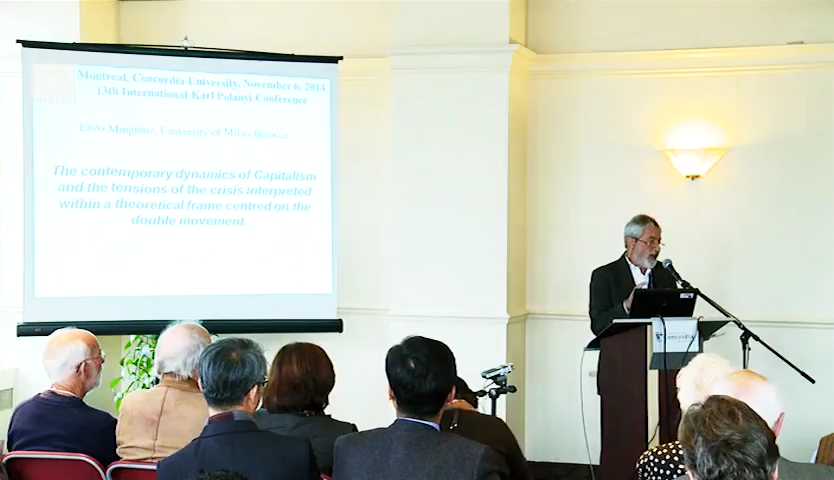 Montreal, Concordia University, November 6, 2014
13th International Karl Polanyi Conference
Enzo Mingione, University of Milan Bicocca
The contemporary dynamics of Capitalism
and the tensions of the crisis interpreted
within a theoretical frame centred on the
double movement.
Concordia